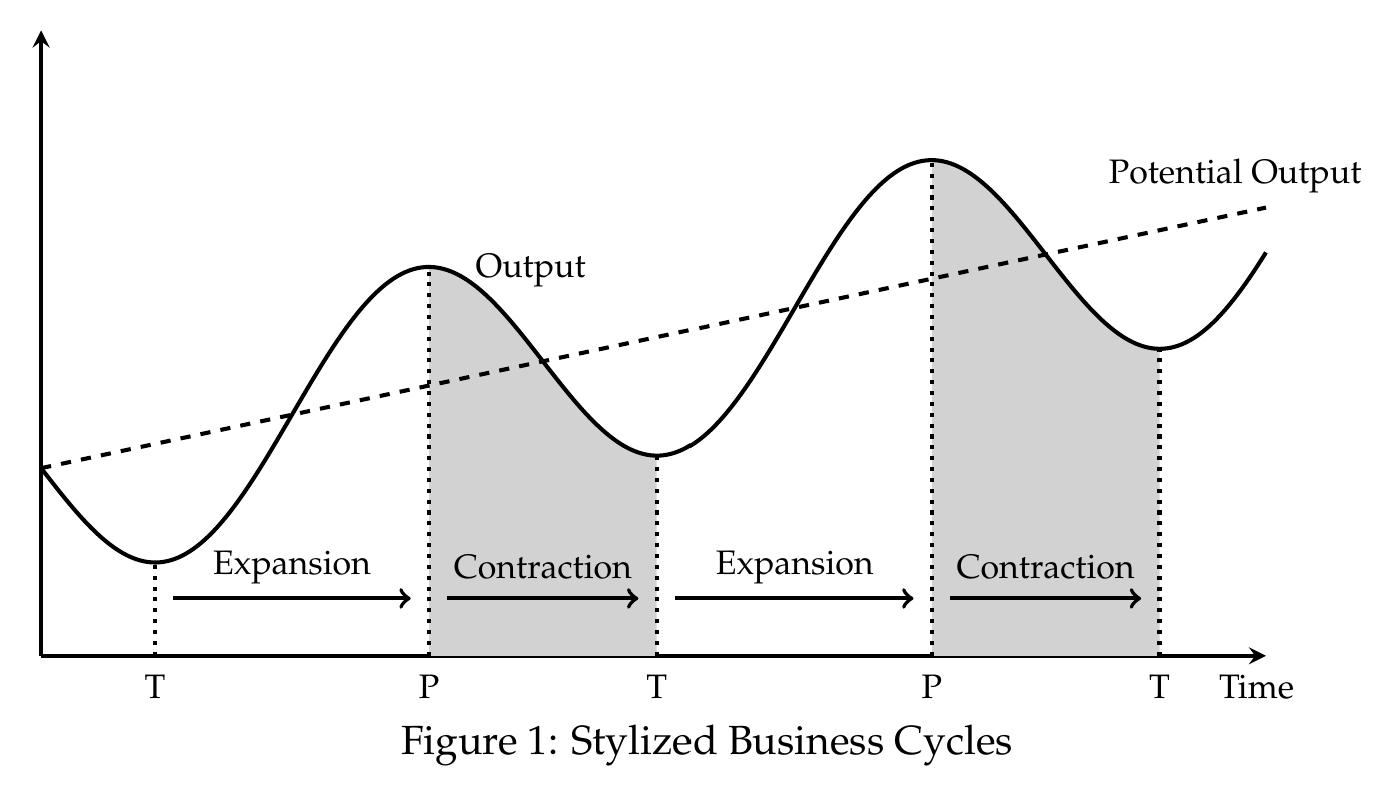 Potential Output
Output
Expansion
Contraction
Expansion
Contraction
T
P
T
P
T
Time
Figure 1: Stylized Business Cycles